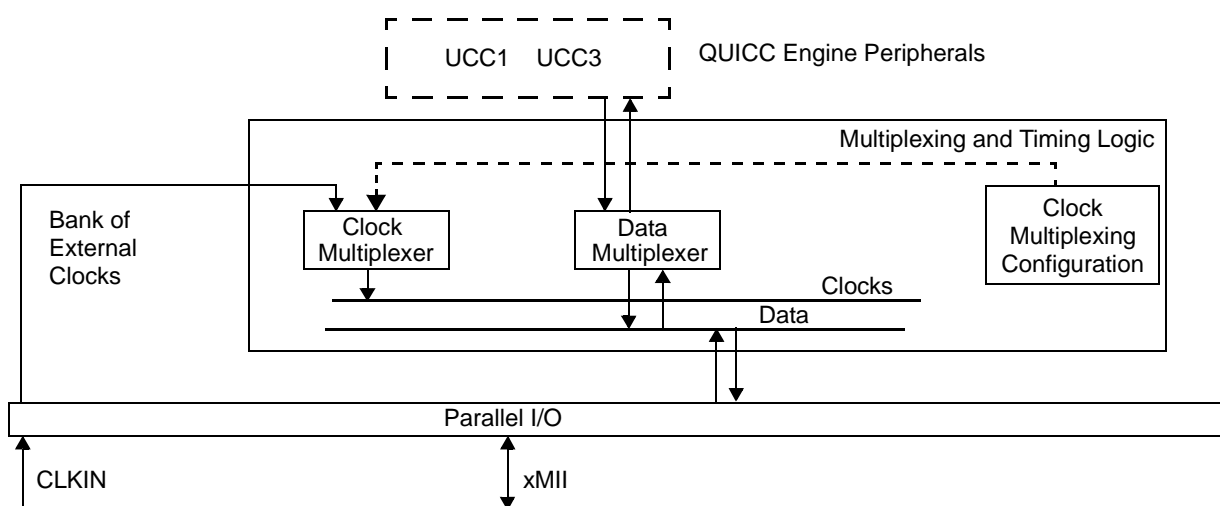 UCC1 UCC3
QUICC Engine Peripherals
Multiplexing and Timing Logic
Bank of
External
Clocks
Clock
Multiplexer
Data
Multiplexer
Clock
Multiplexing
Configuration
Clocks
Data
Parallel I/O
CLKIN
xMII